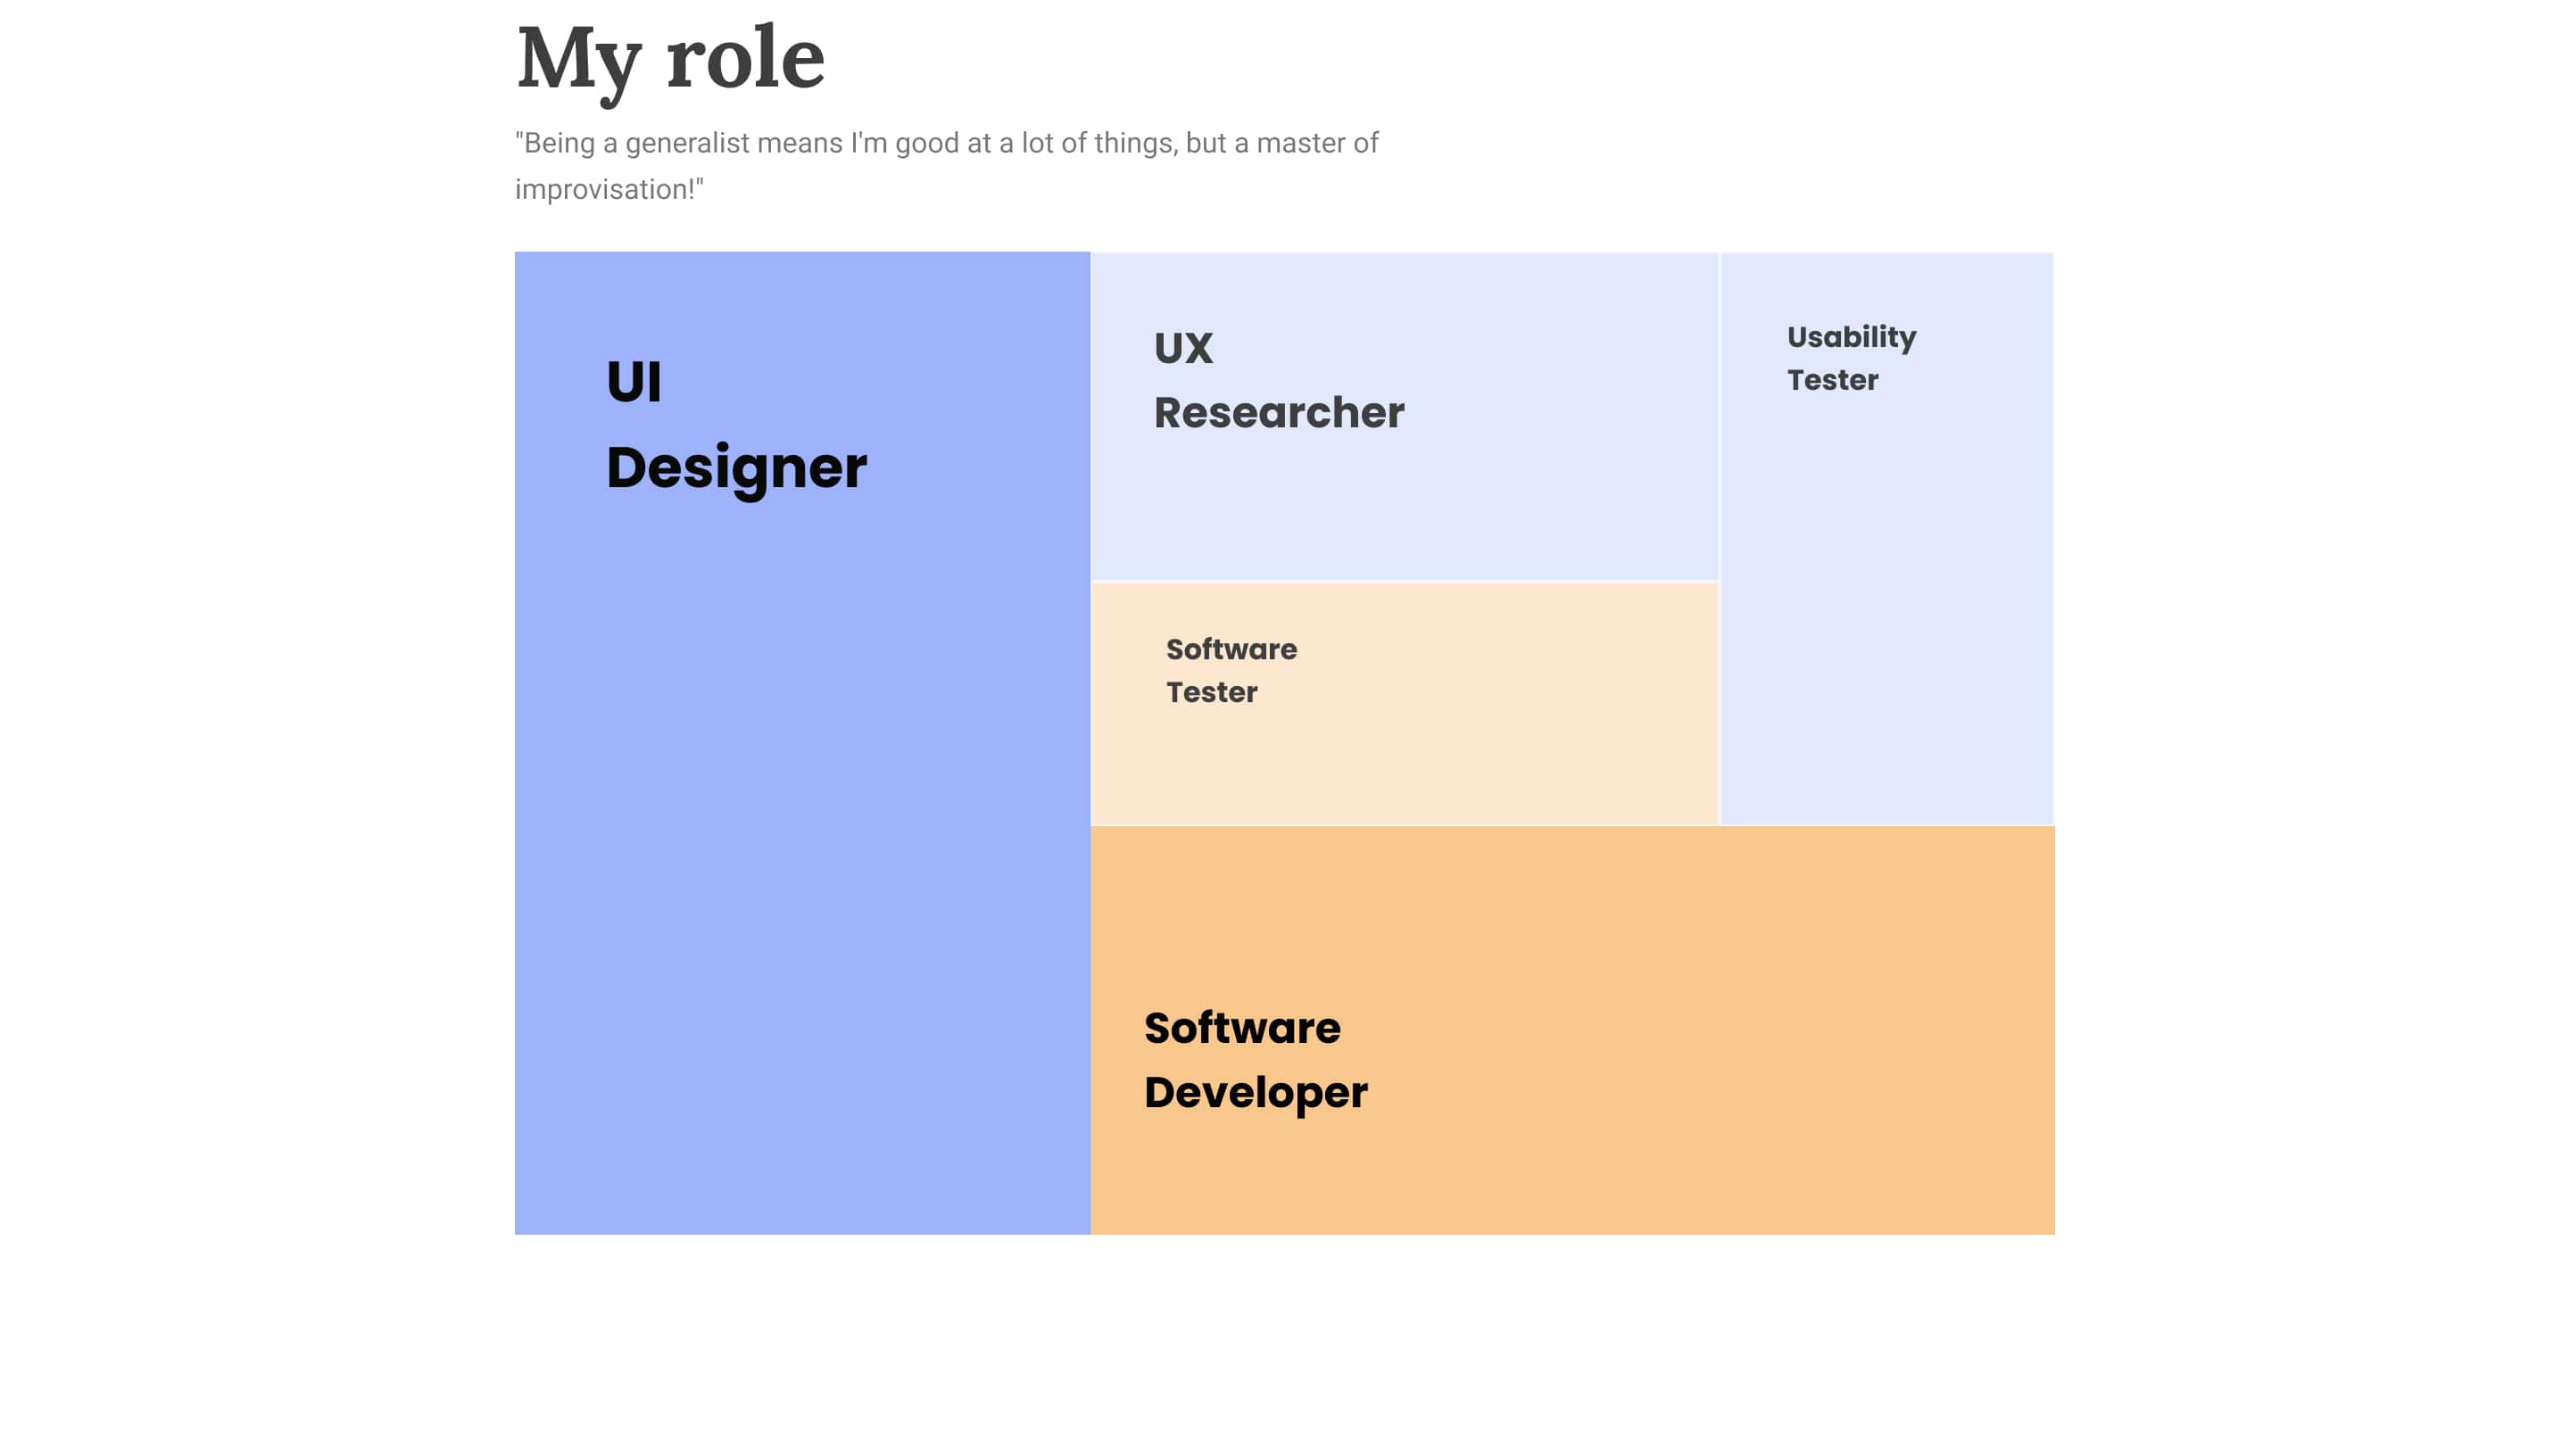 My role
"Being a generalist means I'm good at a lot of things, but a master of
improvisation!"
UI
Designer
UX
Researcher
Usability
Tester
Software
Tester
Software
Developer